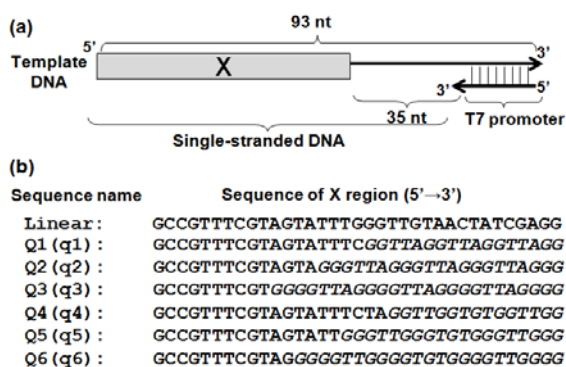 (a)
93 nt
5’
3’
Template
DNA
X
3’
5’
35 nt
T7 promoter
Single-stranded DNA
(b)
Sequence name Sequence of X region (5’→3’)
Linear: GCCGTTTCGTAGTATTTGGGTTGTAACTATCGAGG
Q1(q1): GCCGTTTCGTAGTATTTCGGTTAGGTTAGGTTAGG
Q2(q2): GCCGTTTCGTAGTAGGGTTAGGGTTAGGGTTAGGG
Q3(q3): GCCGTTTCGTGGGGTTAGGGGTTAGGGGTTAGGGG
Q4(q4): GCCGTTTCGTAGTATTTCTAGGTTGGTGTGGTTGG
Q5(q5): GCCGTTTCGTAGTATTGGGTTGGGTGTGGGTTGGG
Q6(q6): GCCGTTTCGTAGGGGGTTGGGGTGTGGGGTTGGGG